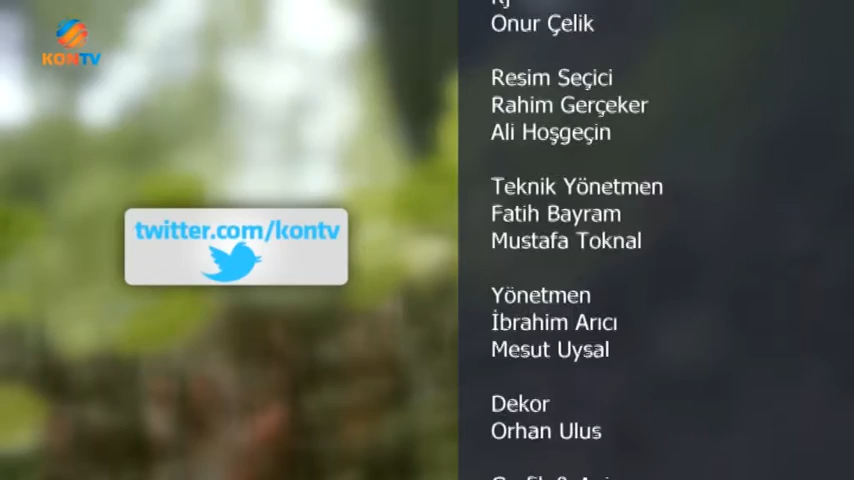 KONTV
twitter.com/kontv
Onur Çelik
Resim Seçici
Rahim Gerçeker
Ali Hoşgeçin
Teknik Yönetmen
Fatih Bayram
Mustafa Toknal
Yönetmen
İbrahim Arıcı
Mesut Uysal
Dekor
Orhan Ulus